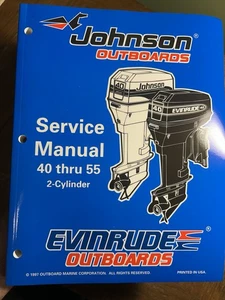 Johnson
OUTBOARDS
Service
Manual
40 thru 55
2-Cylinder
40
40
EVINRUDE
EVINRUDE
OUTBOARDS
© 1997 OUTBOARD MARINE CORPORATION. ALL RIGHTS RESERVED.
PRINTED IN USA.